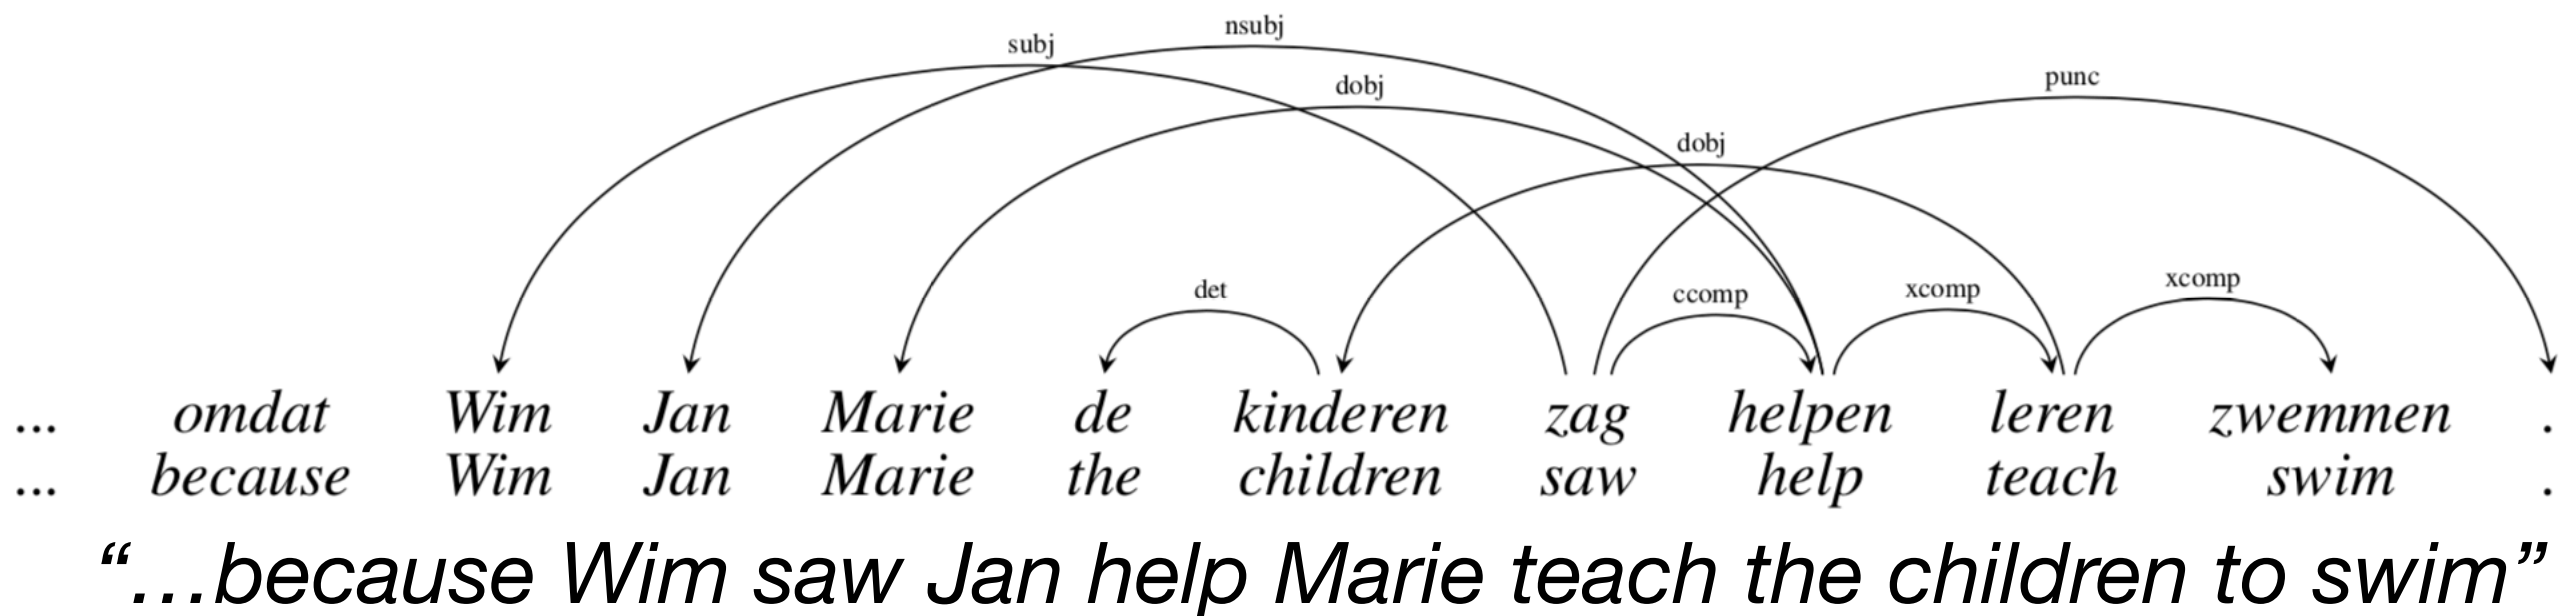 nsubj
subj
dobj
punc
dobj
det ccomp xcomp xcomp
... omdat Wim Jan Marie de kinderen zag helpen leren zwemmen .
... because Wim Jan Marie the children saw help teach swim .
“...because Wim saw Jan help Marie teach the children to swim”